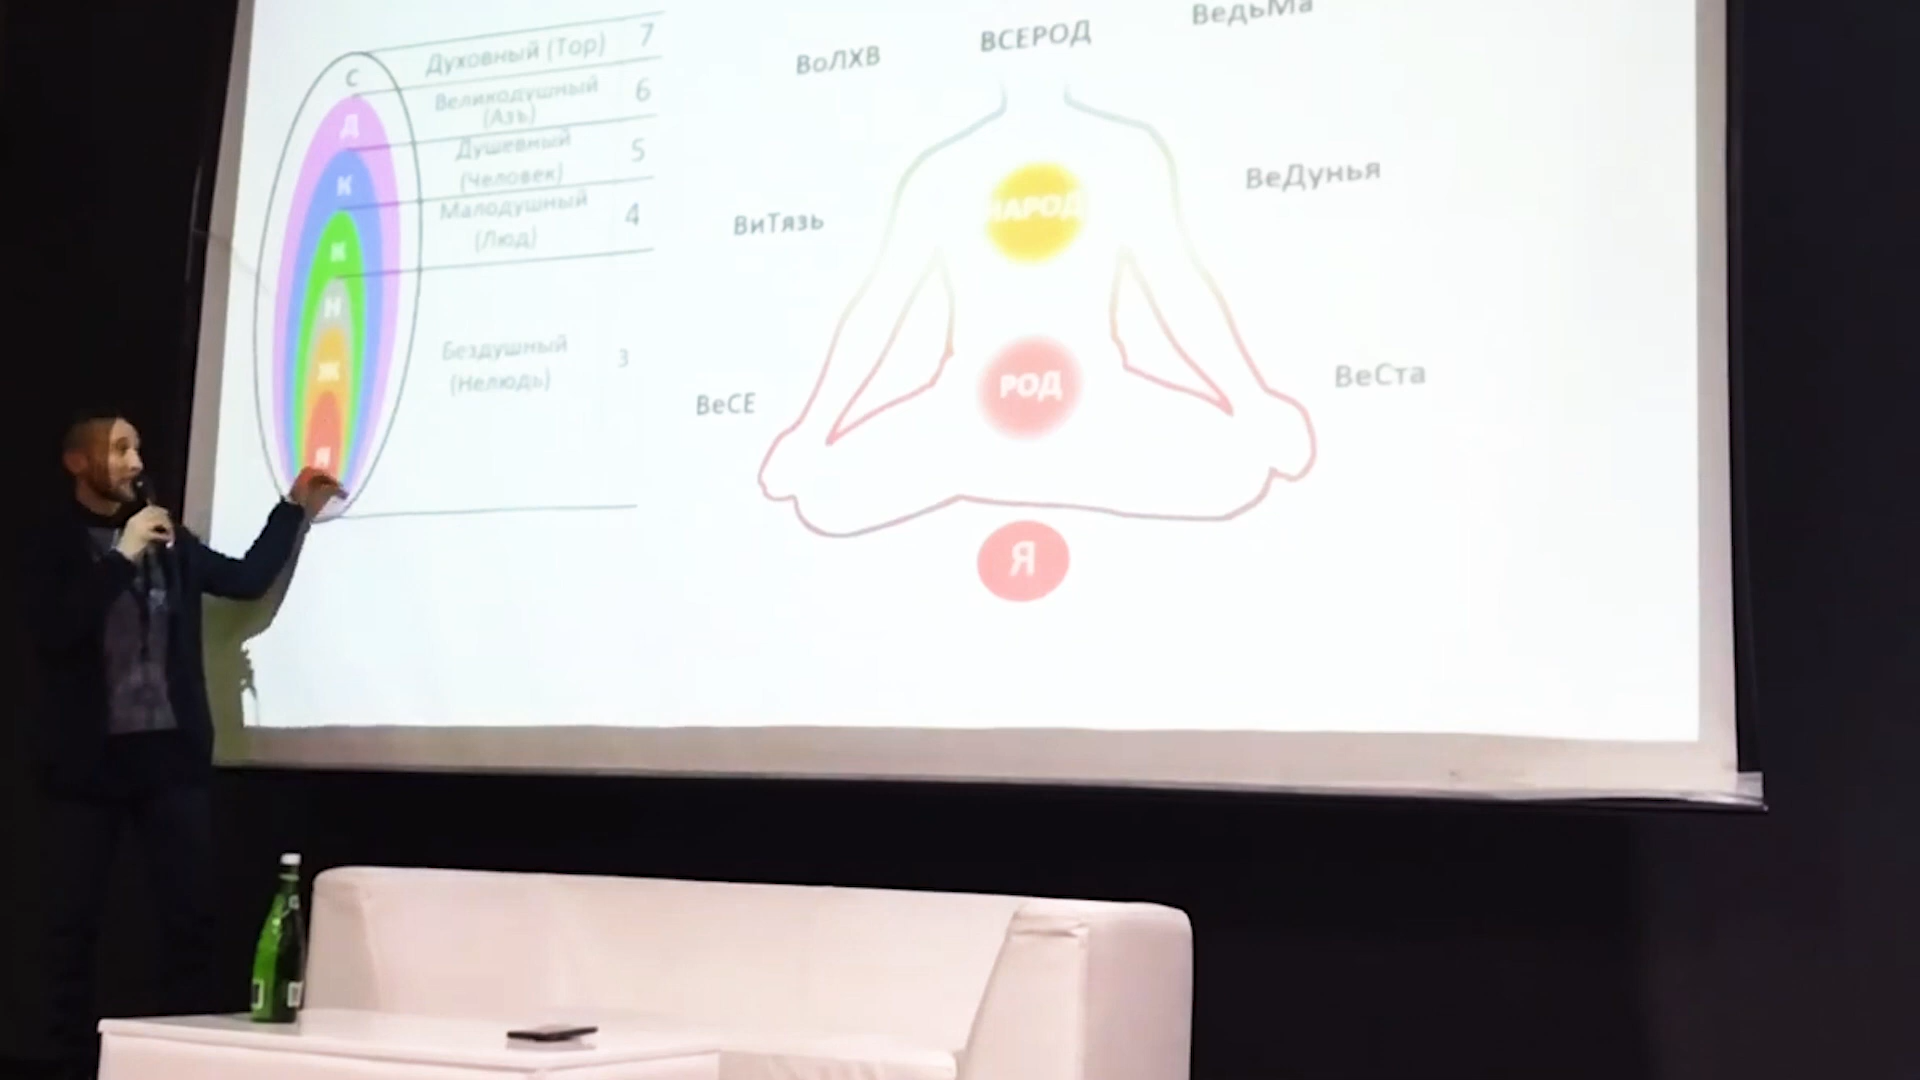 С
Д
К
К
Н
Ж
Я
Духовный (Тор) 7
Великодушный 6
(Азъ)
Душевный 5
(Человек)
Малодушный 4
(Люд)
Бездушный 3
(Нелюдь)
ВоЛХВ
ВСЕРОД
ВедьМа
ВиТязь
НАРОД
ВеДунья
ВеСЕ
РОД
ВеСта
Я